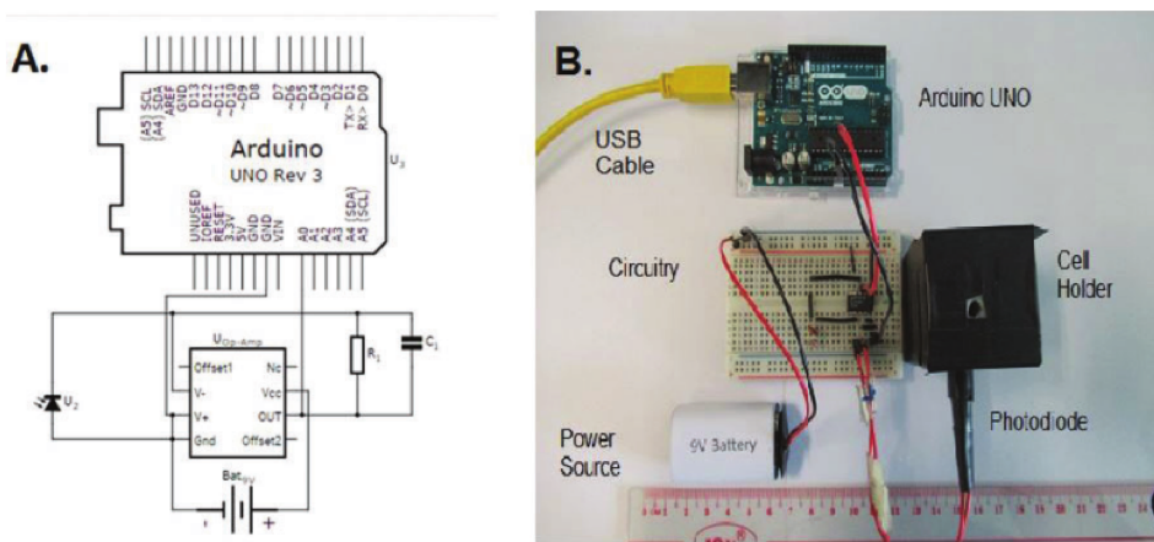 A.
(A5) SCL
(A4) SDA
AREF
GND
D13
D12
~D11
~D10
~D9
D8
D7
~D6
~D5
D4
~D3
D2
TX> D1
RX> D0
Arduino
UNO Rev 3
UNUSED
IOREF
RESET
3.3V
5V
GND
GND
VIN
A0
A1
A2
A3
A4 (SDA)
A5 (SCL)
UOp-Amp
Offset1
Nc
V-
Vcc
V+
OUT
Gnd
Offset2
U2
R1
C1
Bat9V
- +
B.
Arduino UNO
USB
Cable
Circuitry
Cell
Holder
Photodiode
Power
Source
9V Battery